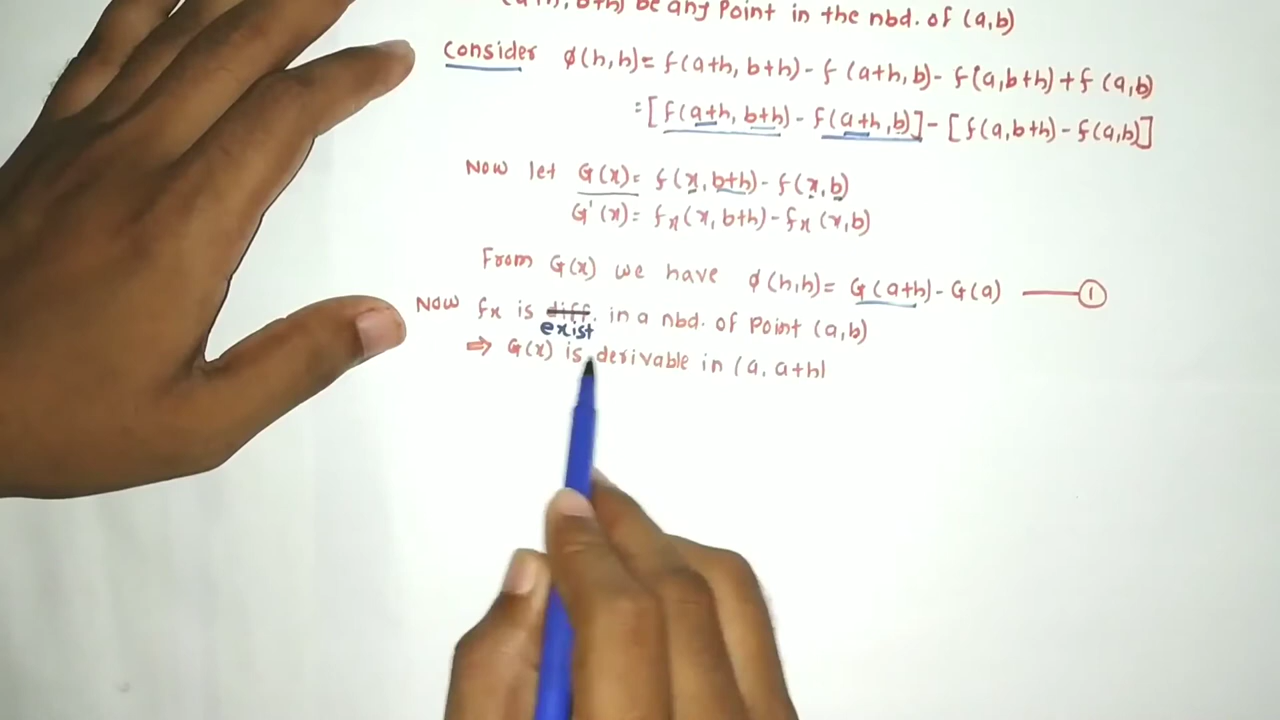 (a+h, b+h) be any point in the nbd. of (a,b)
Consider ϕ(h,h)= f(a+h, b+h) - f(a+h, b) - f(a, b+h) + f(a,b)
=[f(a+h, b+h) - f(a+h, b)] - [f(a, b+h) - f(a,b)]
Now let G(x)= f(x, b+h) - f(x, b)
G'(x)= fx(x, b+h) - fx(x, b)
From G(x) we have ϕ(h,h)= G(a+h) - G(a) —— ①
Now fx is diff. in a nbd. of point (a,b)
exist
⇒ G(x) is derivable in (a, a+h)